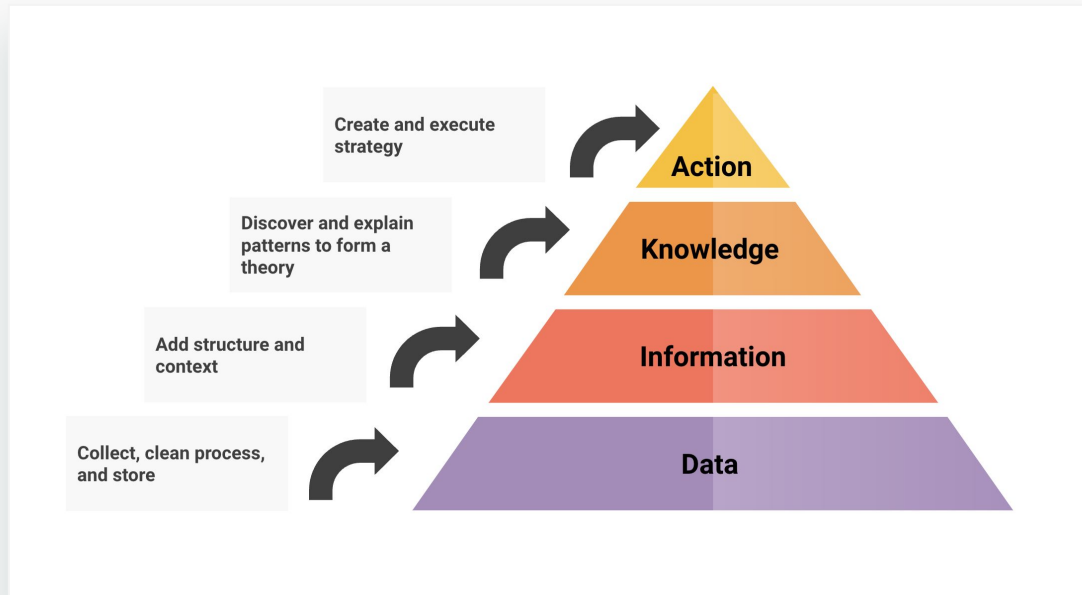 Create and execute
strategy
Action
Discover and explain
patterns to form a
theory
Knowledge
Add structure and
context
Information
Collect, clean process,
and store
Data